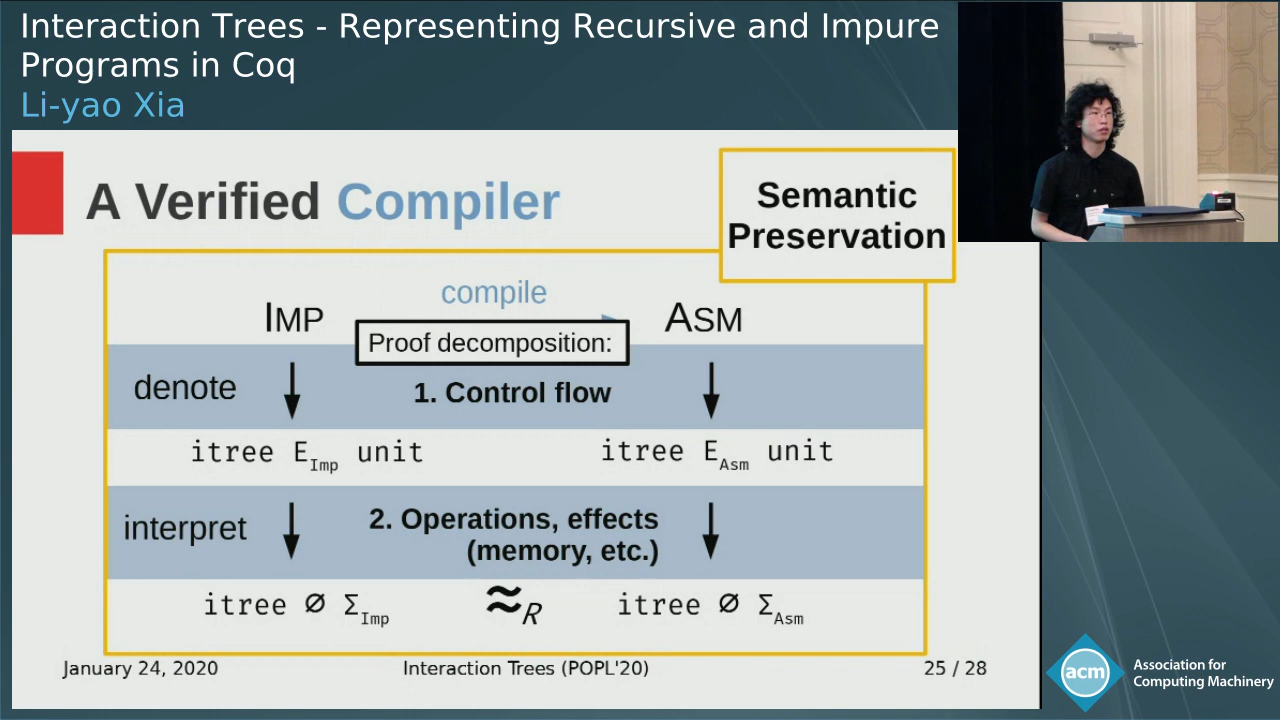 Interaction Trees - Representing Recursive and Impure
Programs in Coq
Li-yao Xia
A Verified Compiler
Semantic
Preservation
compile
IMP
ASM
Proof decomposition:
denote
1. Control flow
itree E_Imp unit
itree E_Asm unit
interpret
2. Operations, effects
(memory, etc.)
itree ∅ Σ_Imp
≈_R
itree ∅ Σ_Asm
January 24, 2020
Interaction Trees (POPL'20)
25 / 28
acm
Association for
Computing Machinery